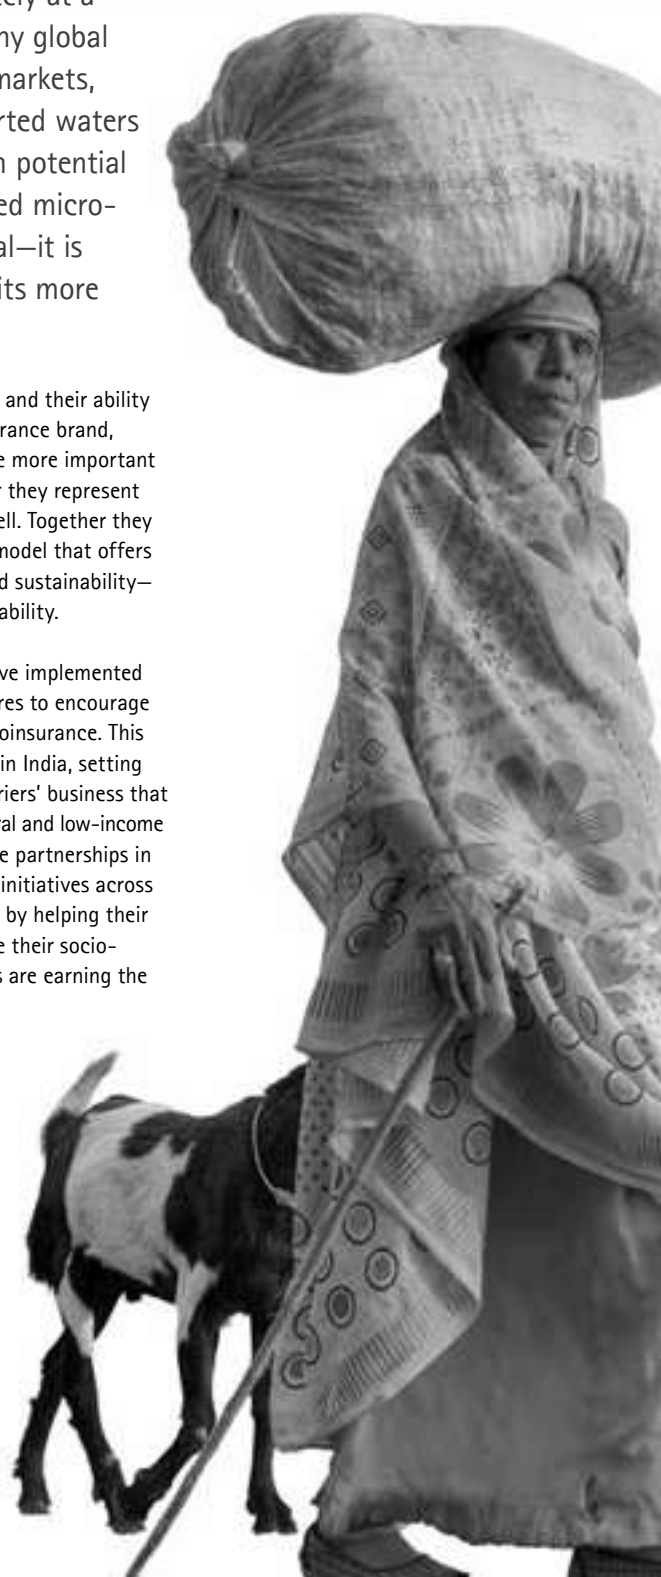 ny global
markets,
rted waters
n potential
ed micro-
al—it is
its more
and their ability
rance brand,
e more important
r they represent
ell. Together they
model that offers
d sustainability—
ability.
ve implemented
res to encourage
oinsurance. This
in India, setting
riers' business that
ral and low-income
e partnerships in
initiatives across
by helping their
e their socio-
s are earning the